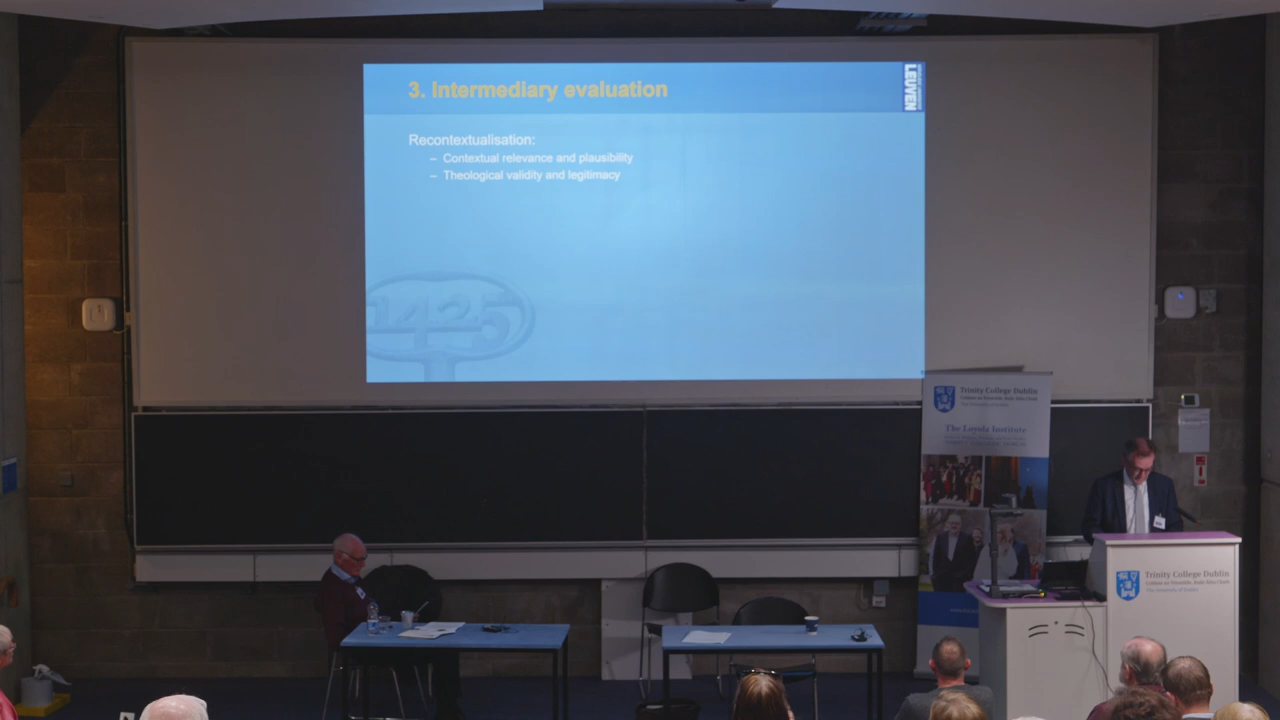 3. Intermediary evaluation
LEUVEN
Recontextualisation:
– Contextual relevance and plausibility
– Theological validity and legitimacy
1425
Trinity College Dublin
The Loyola Institute
Trinity College Dublin